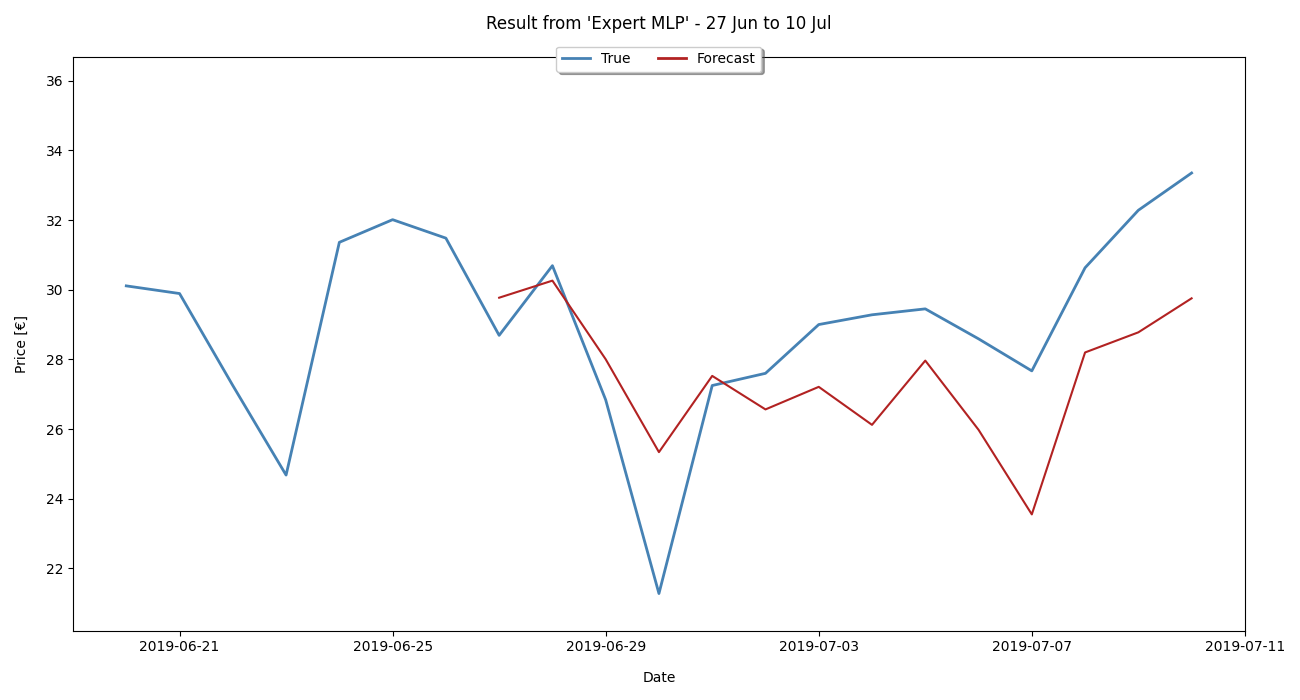 Result from 'Expert MLP' - 27 Jun to 10 Jul
True
Forecast
36
34
32
30
28
26
24
22
Price [€]
2019-06-21
2019-06-25
2019-06-29
2019-07-03
2019-07-07
2019-07-11
Date